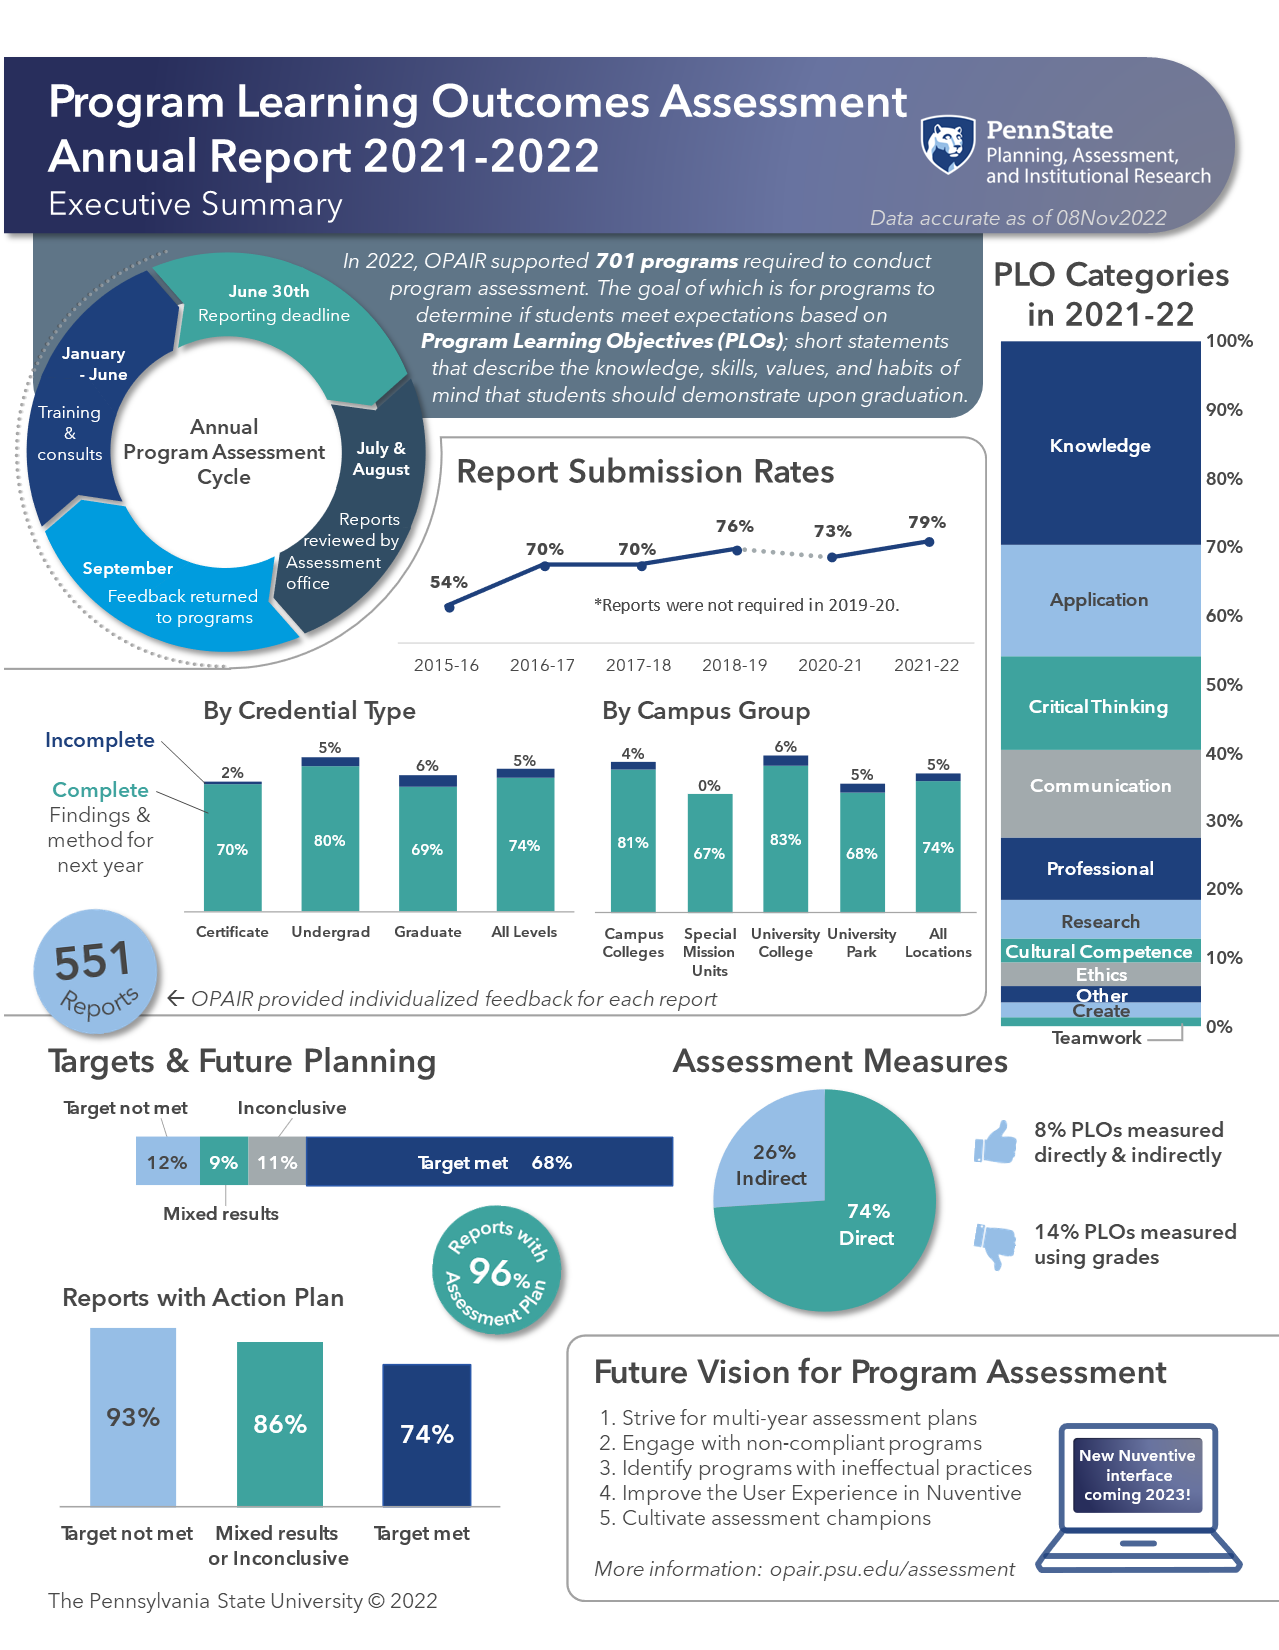 Program Learning Outcomes Assessment
Annual Report 2021-2022
Executive Summary
PennState
Planning, Assessment,
and Institutional Research
Data accurate as of 08Nov2022
In 2022, OPAIR supported 701 programs required to conduct
program assessment. The goal of which is for programs to
determine if students meet expectations based on
Program Learning Objectives (PLOs); short statements
that describe the knowledge, skills, values, and habits of
mind that students should demonstrate upon graduation.
June 30th
Reporting deadline
January
- June
Training
&
consults
Annual
Program Assessment
Cycle
July &
August
Reports
reviewed by
Assessment
office
September
Feedback returned
to programs
PLO Categories
in 2021-22
100%
90%
80%
70%
60%
50%
40%
30%
20%
10%
0%
Knowledge
Application
Critical Thinking
Communication
Professional
Research
Cultural Competence
Ethics
Other
Create
Teamwork
Report Submission Rates
54%
70%
70%
76%
73%
79%
*Reports were not required in 2019-20.
2015-16
2016-17
2017-18
2018-19
2020-21
2021-22
By Credential Type
Incomplete
Complete
Findings &
method for
next year
2%
5%
6%
5%
70%
80%
69%
74%
Certificate
Undergrad
Graduate
All Levels
By Campus Group
4%
0%
6%
5%
5%
81%
67%
83%
68%
74%
Campus
Colleges
Special
Mission
Units
University
College
University
Park
All
Locations
551
Reports
← OPAIR provided individualized feedback for each report
Targets & Future Planning
Target not met
Inconclusive
12%
9%
11%
Target met 68%
Mixed results
Reports with
96%
Assessment Plan
Reports with Action Plan
93%
86%
74%
Target not met
Mixed results
or Inconclusive
Target met
Assessment Measures
26%
Indirect
74%
Direct
8% PLOs measured
directly & indirectly
14% PLOs measured
using grades
Future Vision for Program Assessment
1. Strive for multi-year assessment plans
2. Engage with non-compliant programs
3. Identify programs with ineffectual practices
4. Improve the User Experience in Nuventive
5. Cultivate assessment champions
More information: opair.psu.edu/assessment
New Nuventive
interface
coming 2023!
The Pennsylvania State University © 2022